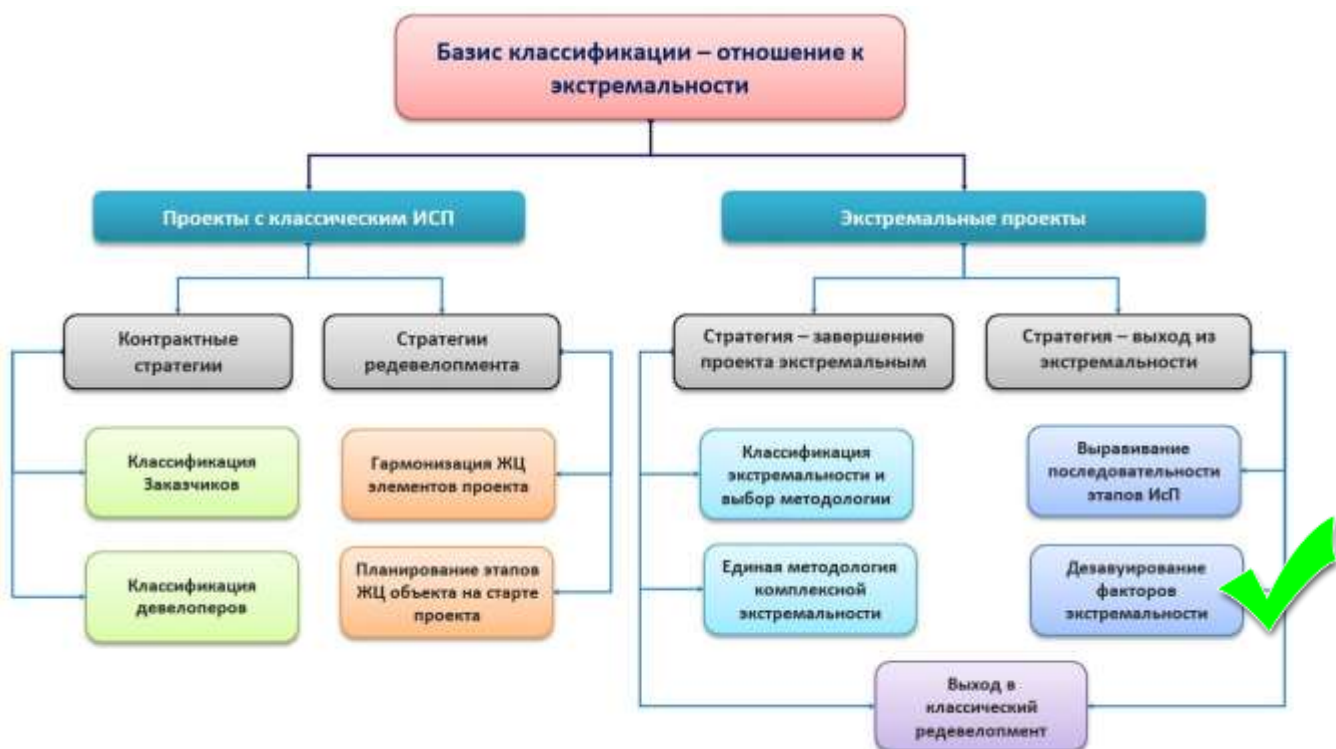 Базис классификации – отношение к
экстремальности
Проекты с классическим ИСП
Экстремальные проекты
Контрактные
стратегии
Стратегии
редевелопмента
Стратегия – завершение
проекта экстремальным
Стратегия – выход из
экстремальности
Классификация
Заказчиков
Гармонизация ЖЦ
элементов проекта
Классификация
экстремальности и
выбор методологии
Выравивание
последовательности
этапов ИсП
Классификация
девелоперов
Планирование этапов
ЖЦ объекта на старте
проекта
Единая методология
комплексной
экстремальности
Дезавуирование
факторов
экстремальности
Выход в
классический
редевелопмент